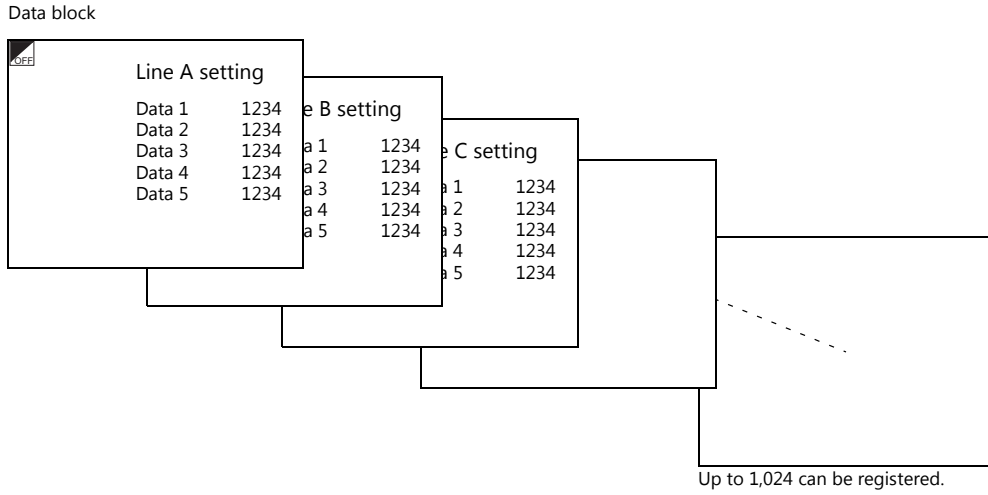 Data block
OFF
Line A setting
Data 1 1234
Data 2 1234
Data 3 1234
Data 4 1234
Data 5 1234
e B setting
a 1 1234
a 2 1234
a 3 1234
a 4 1234
a 5 1234
e C setting
a 1 1234
a 2 1234
a 3 1234
a 4 1234
a 5 1234
Up to 1,024 can be registered.